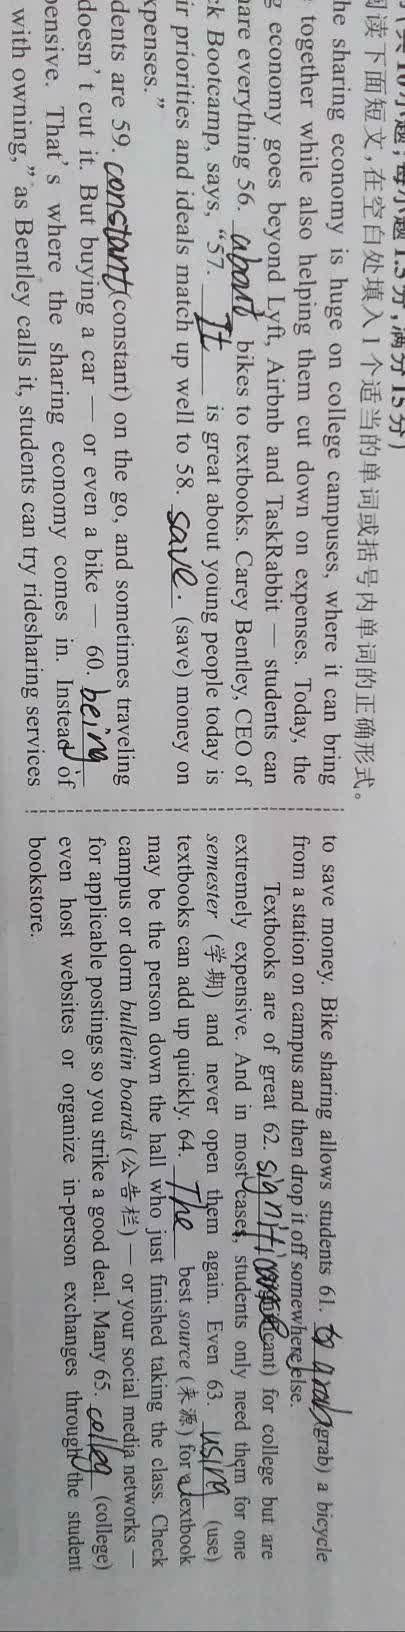 (共10小题;每小题1.5分,满分15分)
阅读下面短文,在空白处填入1个适当的单词或括号内单词的正确形式。
he sharing economy is huge on college campuses, where it can bring
together while also helping them cut down on expenses. Today, the
g economy goes beyond Lyft, Airbnb and TaskRabbit — students can
are everything 56. about bikes to textbooks. Carey Bentley, CEO of
ck Bootcamp, says, “57. It is great about young people today is
ir priorities and ideals match up well to 58. save. (save) money on
xpenses.”
dents are 59. constant (constant) on the go, and sometimes traveling
doesn't cut it. But buying a car — or even a bike — 60. being
pensive. That's where the sharing economy comes in. Instead of
with owning,” as Bentley calls it, students can try ridesharing services
to save money. Bike sharing allows students 61. to grab (grab) a bicycle
from a station on campus and then drop it off somewhere else.
Textbooks are of great 62. significant cant) for college but are
extremely expensive. And in most cases, students only need them for one
semester (学期) and never open them again. Even 63. using (use)
textbooks can add up quickly. 64. The best source (来源) for a textbook
may be the person down the hall who just finished taking the class. Check
campus or dorm bulletin boards (公告栏) — or your social media networks —
for applicable postings so you strike a good deal. Many 65. colleg (college)
even host websites or organize in-person exchanges through the student
bookstore.